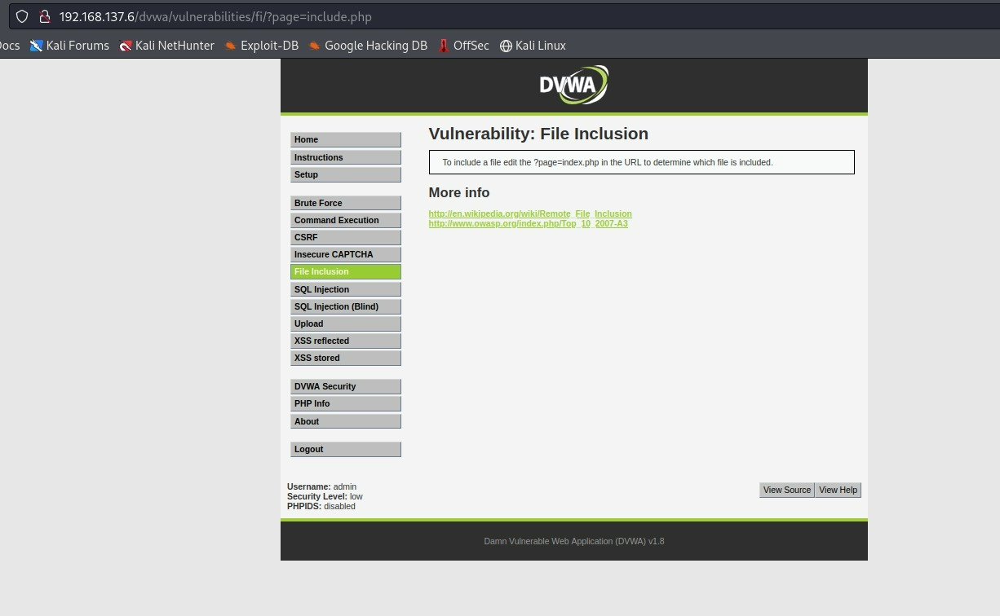 192.168.137.6/dvwa/vulnerabilities/fi/?page=include.php
ocs Kali Forums Kali NetHunter Exploit-DB Google Hacking DB OffSec Kali Linux
DVWA
Home
Instructions
Setup
Brute Force
Command Execution
CSRF
Insecure CAPTCHA
File Inclusion
SQL Injection
SQL Injection (Blind)
Upload
XSS reflected
XSS stored
DVWA Security
PHP Info
About
Logout
Vulnerability: File Inclusion
To include a file edit the ?page=index.php in the URL to determine which file is included.
More info
http://en.wikipedia.org/wiki/Remote_File_Inclusion
http://www.owasp.org/index.php/Top_10_2007-A3
Username: admin
Security Level: low
PHPIDS: disabled
View Source View Help
Damn Vulnerable Web Application (DVWA) v1.8